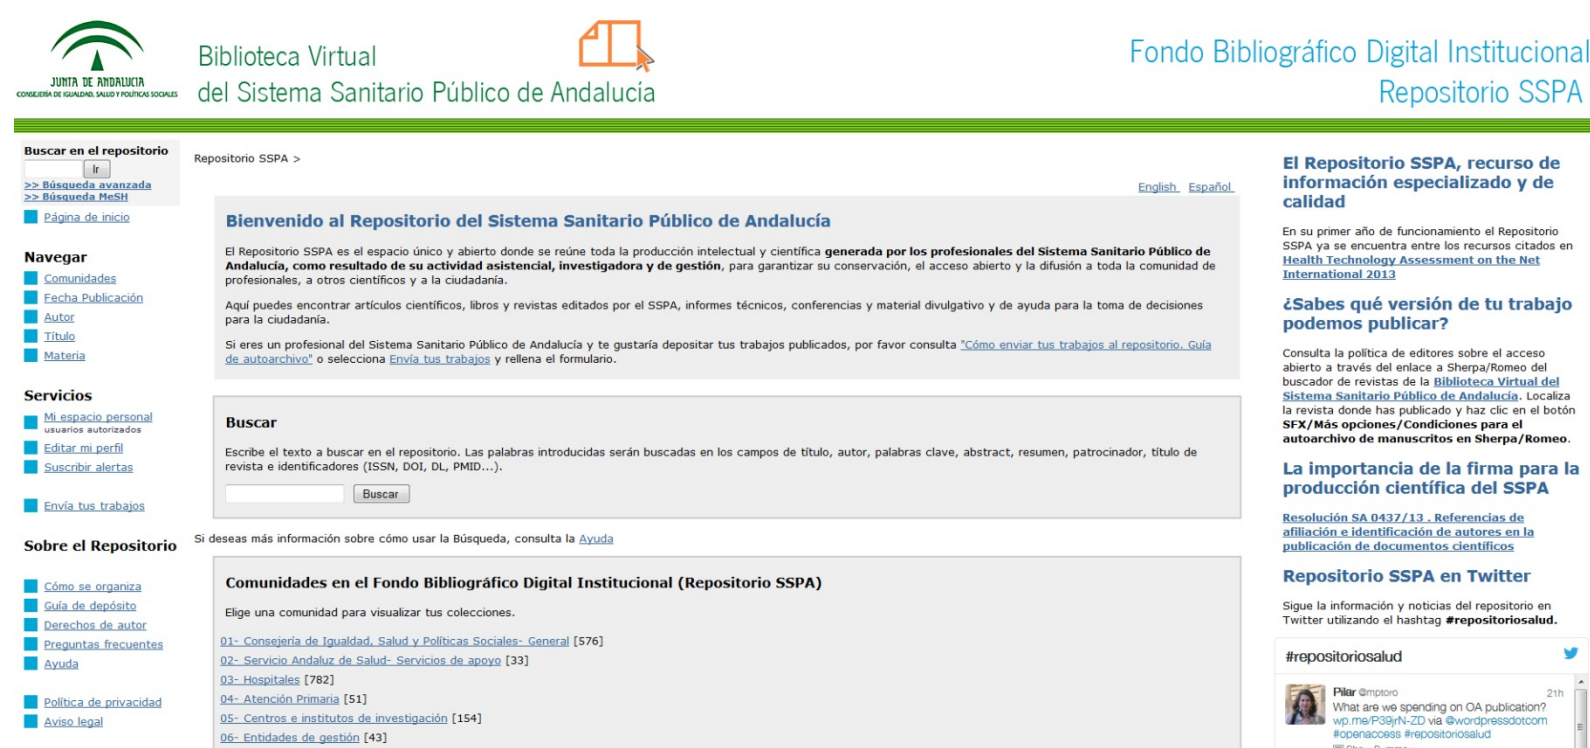 JUNTA DE ANDALUCIA
CONSEJERÍA DE IGUALDAD, SALUD Y POLÍTICAS SOCIALES
Biblioteca Virtual
del Sistema Sanitario Público de Andalucía
Fondo Bibliográfico Digital Institucional
Repositorio SSPA
Buscar en el repositorio
Ir
>> Búsqueda avanzada
>> Búsqueda MeSH
Página de inicio
Navegar
Comunidades
Fecha Publicación
Autor
Título
Materia
Servicios
Mi espacio personal
usuarios autorizados
Editar mi perfil
Suscribir alertas
Envía tus trabajos
Sobre el Repositorio
Cómo se organiza
Guía de depósito
Derechos de autor
Preguntas frecuentes
Ayuda
Política de privacidad
Aviso legal
Repositorio SSPA >
English Español
Bienvenido al Repositorio del Sistema Sanitario Público de Andalucía
El Repositorio SSPA es el espacio único y abierto donde se reúne toda la producción intelectual y científica generada por los profesionales del Sistema Sanitario Público de
Andalucía, como resultado de su actividad asistencial, investigadora y de gestión, para garantizar su conservación, el acceso abierto y la difusión a toda la comunidad de
profesionales, a otros científicos y a la ciudadanía.
Aquí puedes encontrar artículos científicos, libros y revistas editados por el SSPA, informes técnicos, conferencias y material divulgativo y de ayuda para la toma de decisiones
para la ciudadanía.
Si eres un profesional del Sistema Sanitario Público de Andalucía y te gustaría depositar tus trabajos publicados, por favor consulta "Cómo enviar tus trabajos al repositorio. Guía
de autoarchivo" o selecciona Envía tus trabajos y rellena el formulario.
Buscar
Escribe el texto a buscar en el repositorio. Las palabras introducidas serán buscadas en los campos de título, autor, palabras clave, abstract, resumen, patrocinador, título de
revista e identificadores (ISSN, DOI, DL, PMID...).
Buscar
Si deseas más información sobre cómo usar la Búsqueda, consulta la Ayuda
Comunidades en el Fondo Bibliográfico Digital Institucional (Repositorio SSPA)
Elige una comunidad para visualizar tus colecciones.
01- Consejería de Igualdad, Salud y Políticas Sociales- General [576]
02- Servicio Andaluz de Salud- Servicios de apoyo [33]
03- Hospitales [782]
04- Atención Primaria [51]
05- Centros e institutos de investigación [154]
06- Entidades de gestión [43]
El Repositorio SSPA, recurso de
información especializado y de
calidad
En su primer año de funcionamiento el Repositorio
SSPA ya se encuentra entre los recursos citados en
Health Technology Assessment on the Net
International 2013
¿Sabes qué versión de tu trabajo
podemos publicar?
Consulta la política de editores sobre el acceso
abierto a través del enlace a Sherpa/Romeo del
buscador de revistas de la Biblioteca Virtual del
Sistema Sanitario Público de Andalucía. Localiza
la revista donde has publicado y haz clic en el botón
SFX/Más opciones/Condiciones para el
autoarchivo de manuscritos en Sherpa/Romeo.
La importancia de la firma para la
producción científica del SSPA
Resolución SA 0437/13 . Referencias de
afiliación e identificación de autores en la
publicación de documentos científicos
Repositorio SSPA en Twitter
Sigue la información y noticias del repositorio en
Twitter utilizando el hashtag #repositoriosalud.
#repositoriosalud
Pilar @mptoro 21h
What are we spending on OA publication?
wp.me/P39jrN-ZD via @wordpressdotcom
#openaccess #repositoriosalud